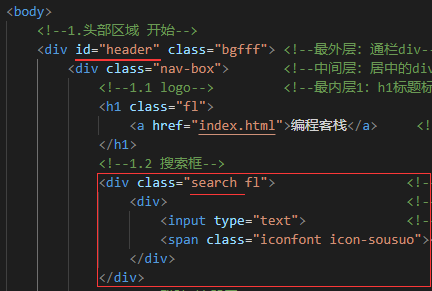 <body>
<!--1.头部区域 开始-->
<div id="header" class="bgfff"> <!--最外层：通栏div--
<div class="nav-box"> <!--中间层：居中的div
<!--1.1 logo--> <!--最内层1：h1标题标
<h1 class="fl">
<a href="index.html">编程客栈</a> <!
</h1>
<!--1.2 搜索框-->
<div class="search fl"> <!--
<div> <!--
<input type="text"> <!--
<span class="iconfont icon-sousuo">
</div>
</div>